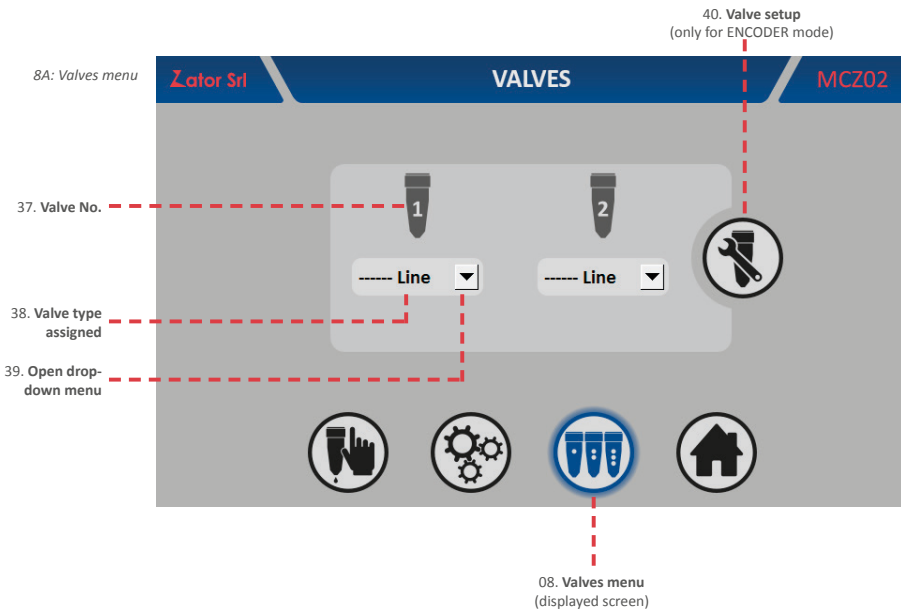 40. Valve setup
(only for ENCODER mode)
8A: Valves menu
Zator Srl
VALVES
MCZ02
37. Valve No.
1
2
------ Line
------ Line
38. Valve type
assigned
39. Open drop-
down menu
08. Valves menu
(displayed screen)